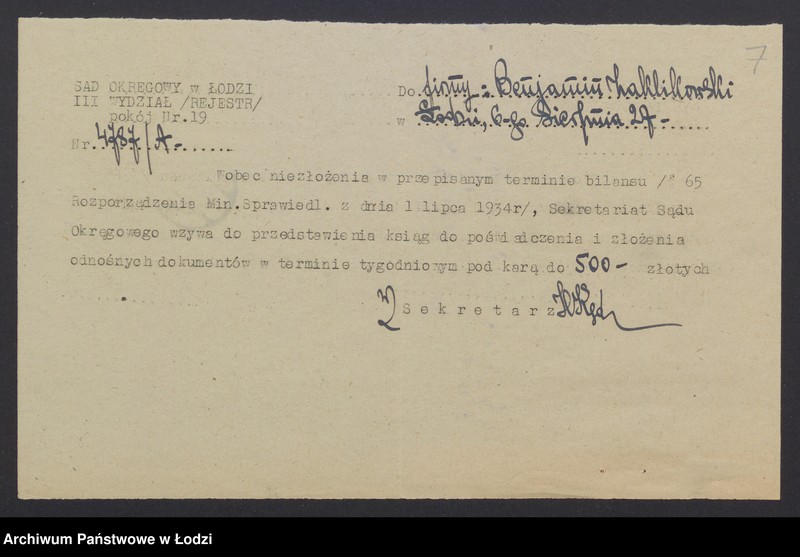 7
SĄD OKRĘGOWY w ŁODZI
III WYDZIAŁ /REJESTR/
pokój Nr.19
Nr. 4787/A -
Do firmy: Benjamin Zaklikowski
w Łodzi, 6-go Sierpnia 27 -
Wobec niezłożenia w przepisanym terminie bilansu /§ 65
Rozporządzenia Min.Sprawiedl. z dnia 1 lipca 1934r/, Sekretariat Sądu
Okręgowego wzywa do przedstawienia ksiąg do poświadczenia i złożenia
odnośnych dokumentów w terminie tygodniowym pod karą do 500 - złotych
Sekretarz
Archiwum Państwowe w Łodzi